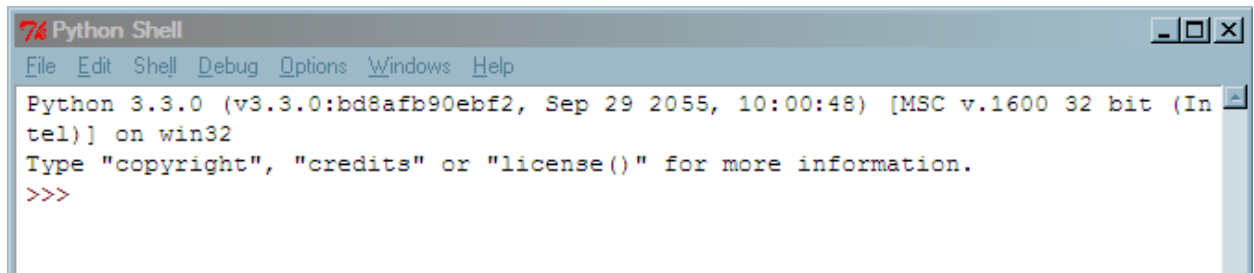 Python Shell
File Edit Shell Debug Options Windows Help
Python 3.3.0 (v3.3.0:bd8afb90ebf2, Sep 29 2055, 10:00:48) [MSC v.1600 32 bit (In
tel)] on win32
Type "copyright", "credits" or "license()" for more information.
>>>